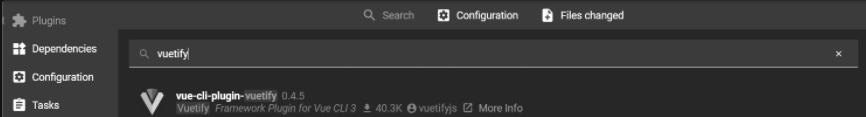 Plugins
Search
Configuration
Files changed
Dependencies
vuetify
Configuration
vue-cli-plugin-vuetify 0.4.5
Tasks
Vuetify Framework Plugin for Vue CLI 3 40.3K vuetifyjs More Info